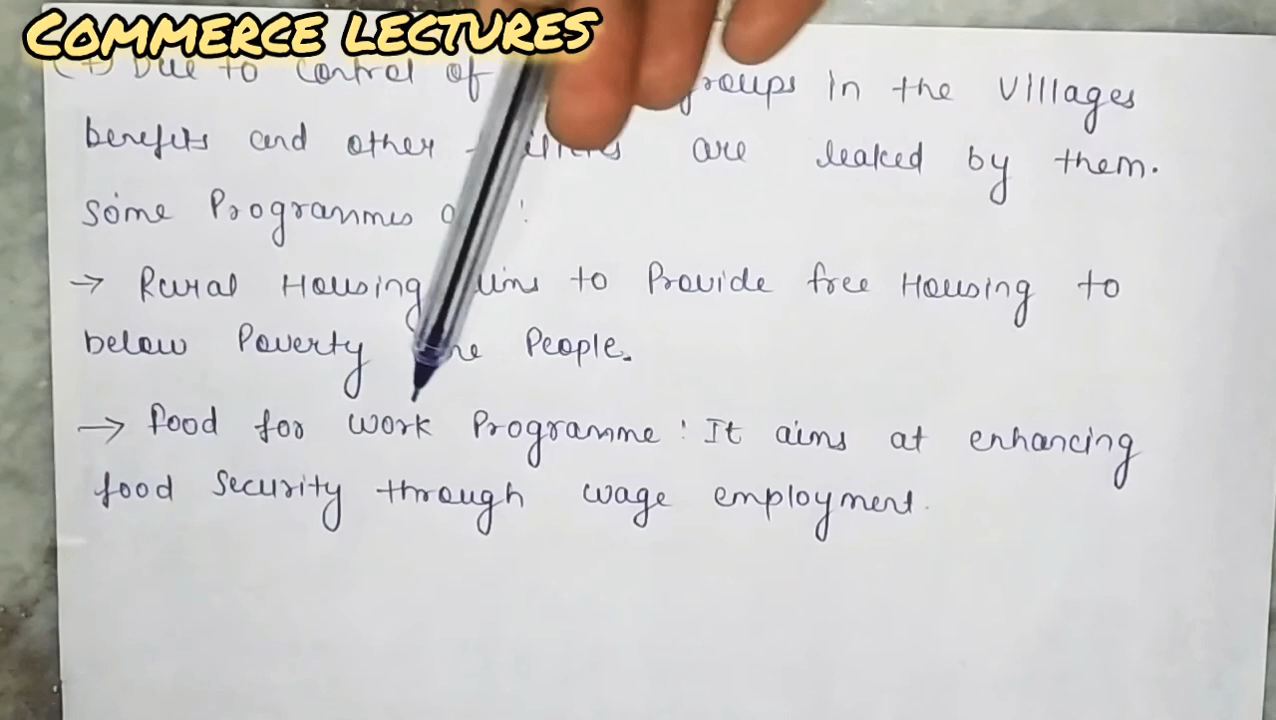 COMMERCE LECTURES
Due to Control of groups in the Villages
benefits and other are leaked by them.
Some Programmes
→ Rural Housing aims to Provide free Housing to
below Poverty People.
→ Food for work Programme: It aims at enhancing
food Security through wage employment.